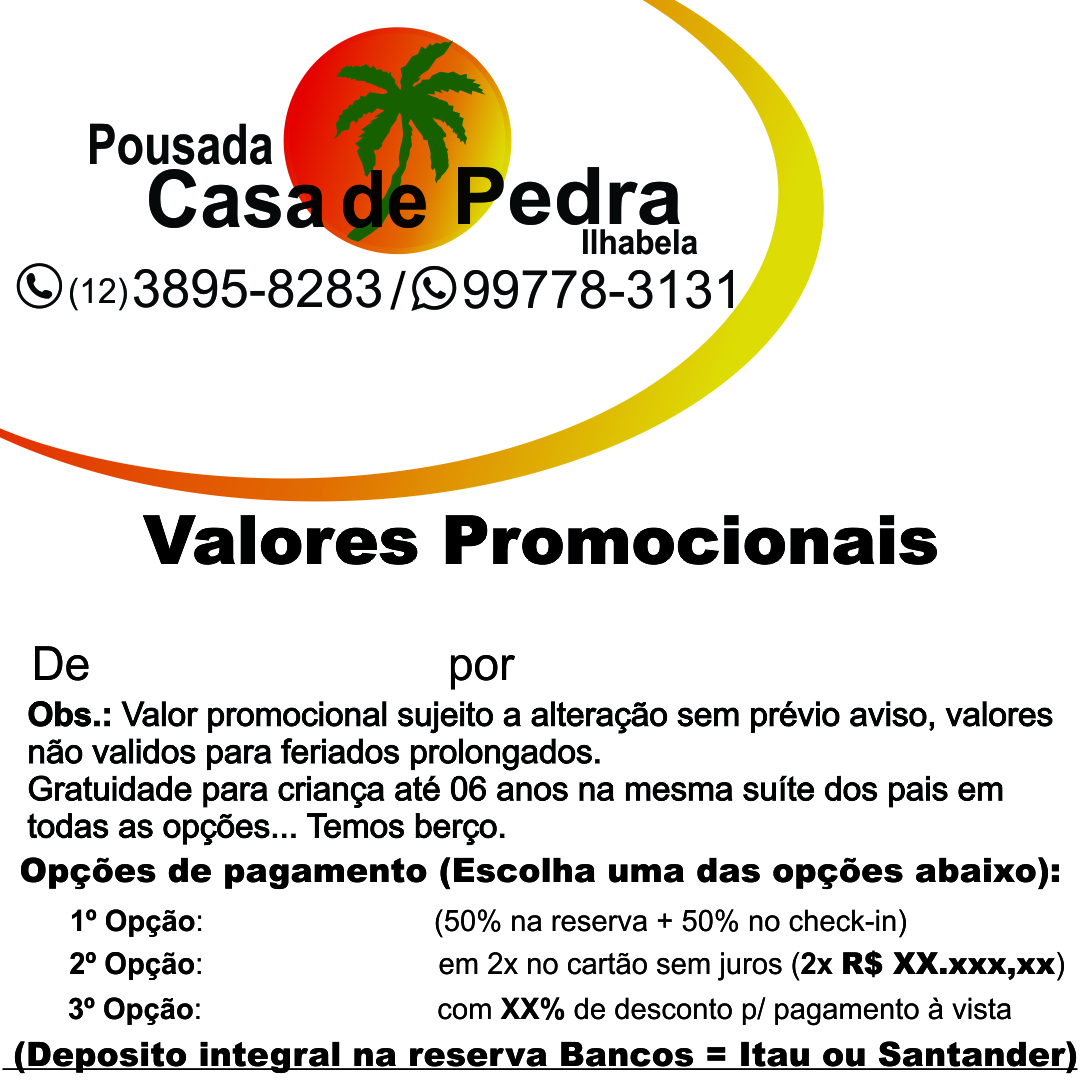 Pousada
Casa de Pedra
Ilhabela
(12)3895-8283/99778-3131
Valores Promocionais
De por
Obs.: Valor promocional sujeito a alteração sem prévio aviso, valores
não validos para feriados prolongados.
Gratuidade para criança até 06 anos na mesma suíte dos pais em
todas as opções... Temos berço.
Opções de pagamento (Escolha uma das opções abaixo):
1º Opção: (50% na reserva + 50% no check-in)
2º Opção: em 2x no cartão sem juros (2x R$ XX.xxx,xx)
3º Opção: com XX% de desconto p/ pagamento à vista
(Deposito integral na reserva Bancos = Itau ou Santander)